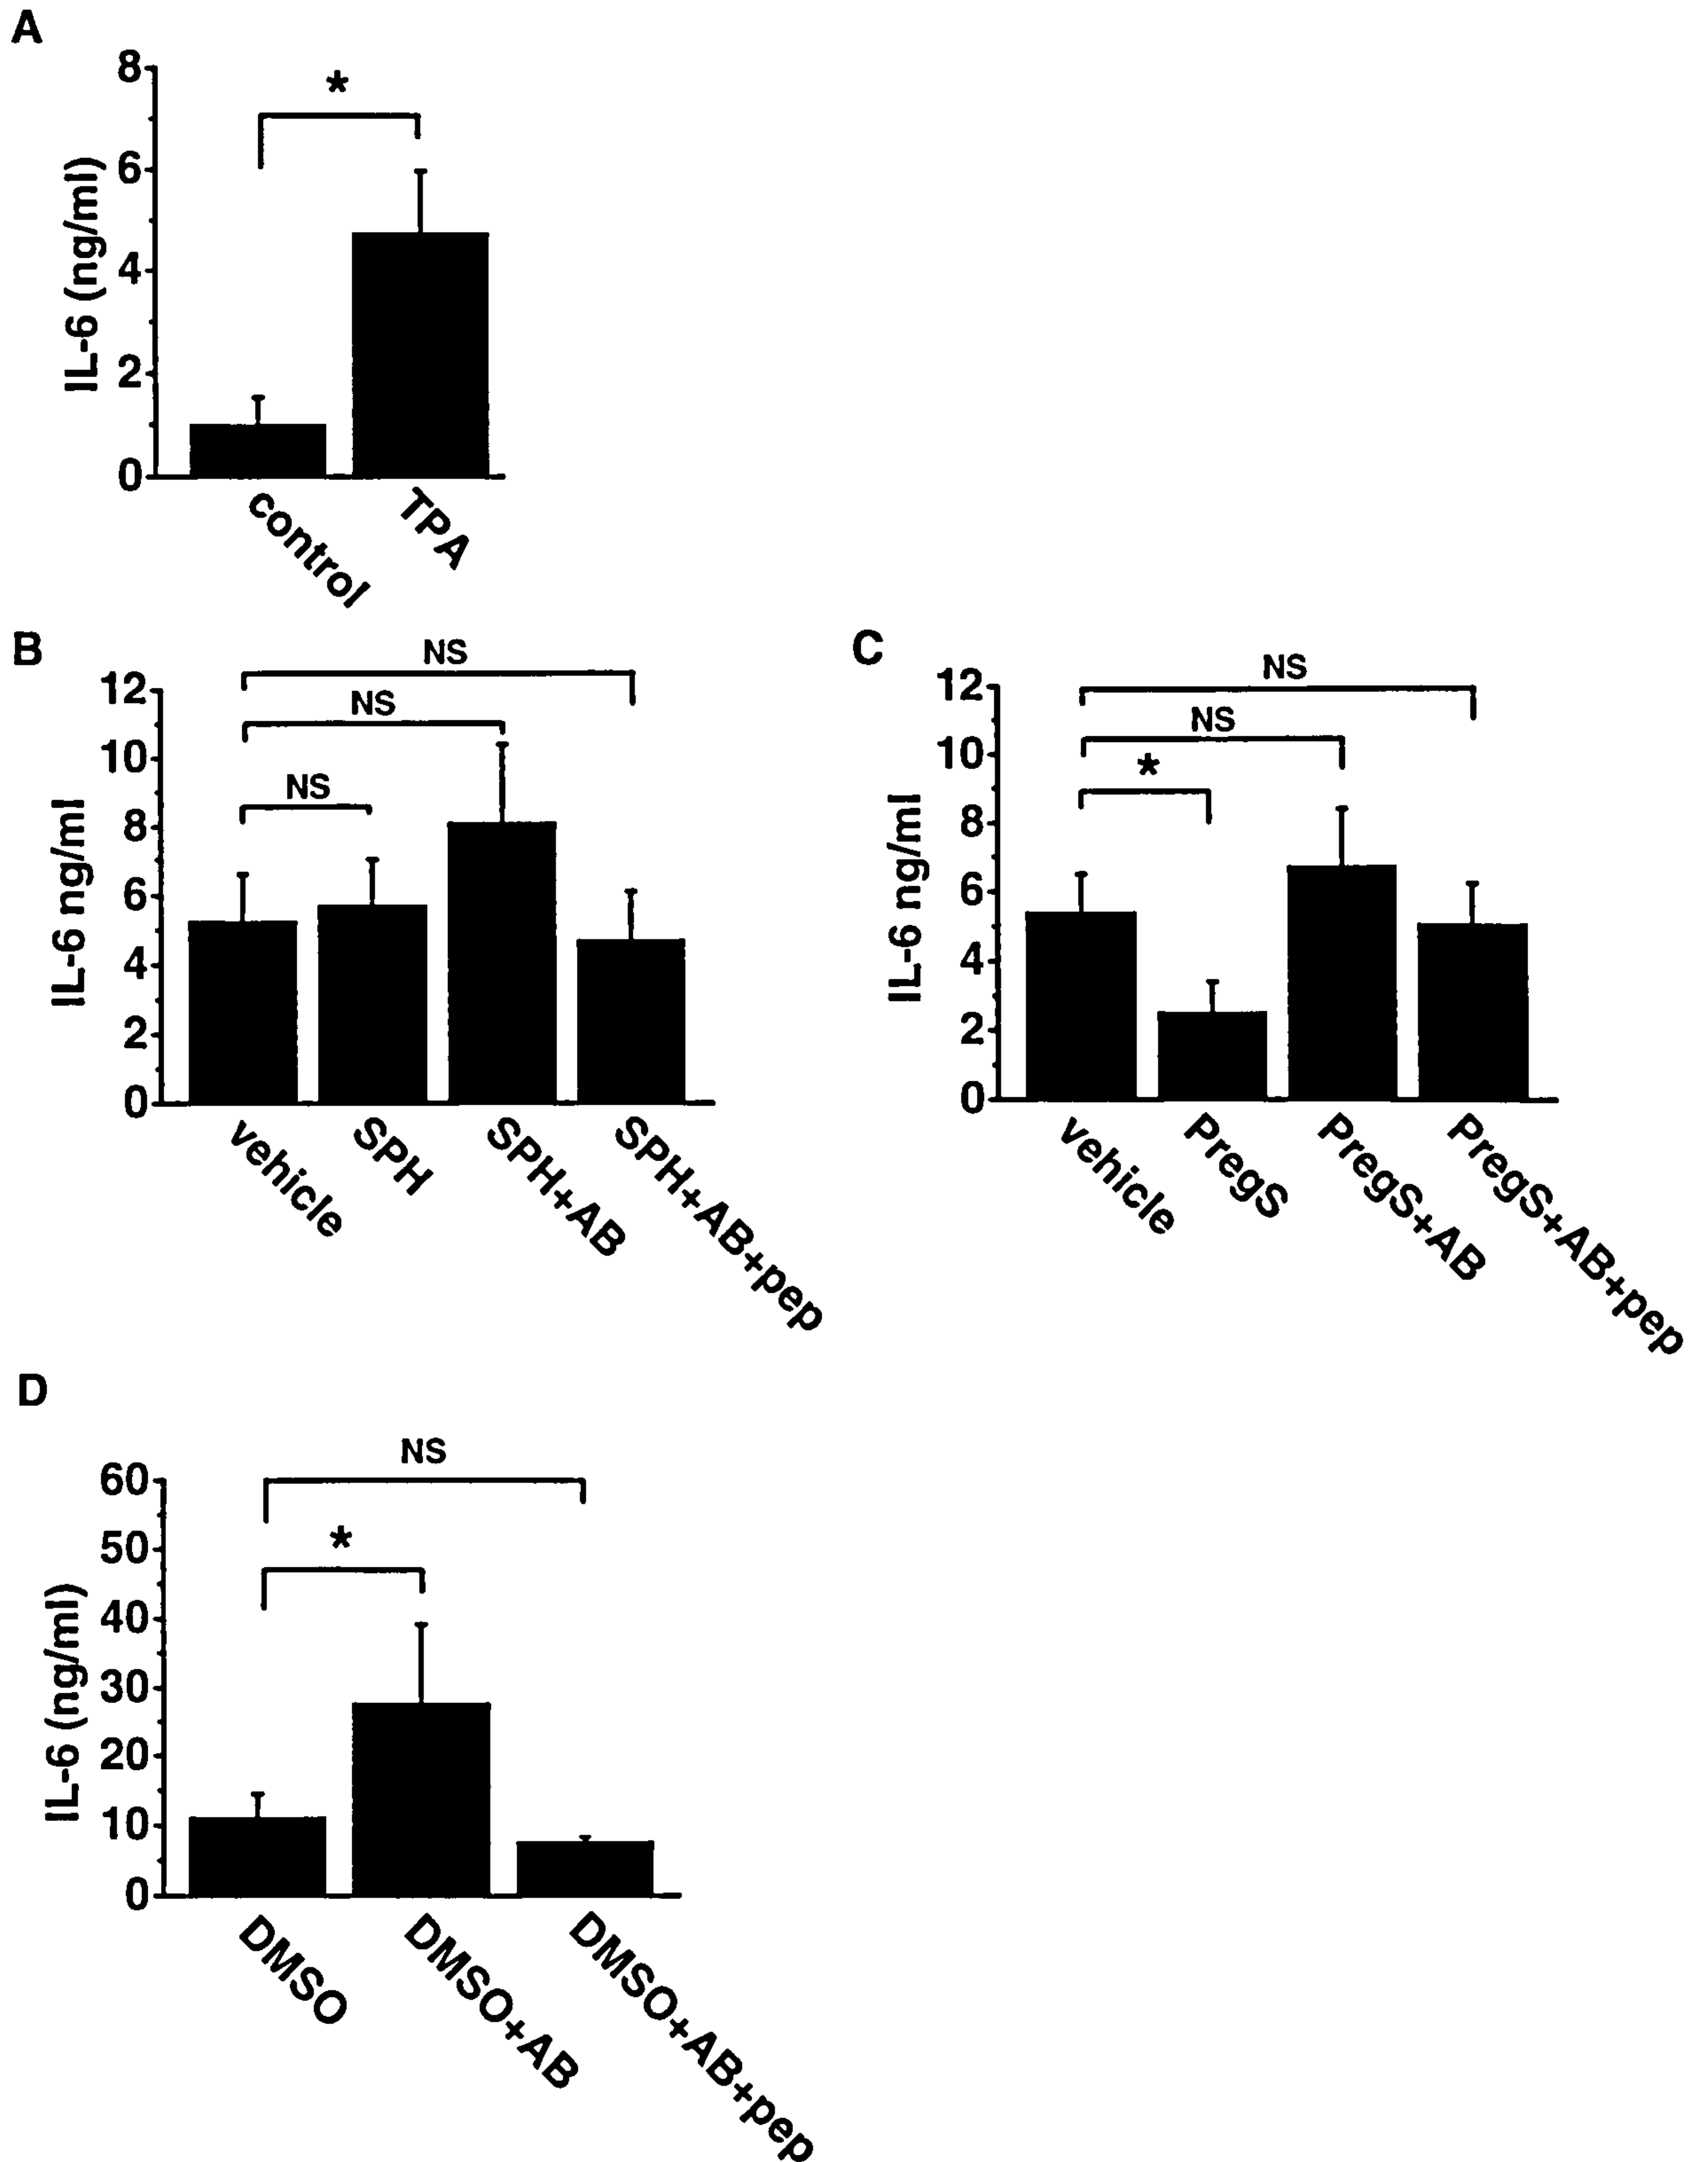 A
8
6
4
2
0
IL-6 (ng/ml)
*
control
TPA
B
12
10
8
6
4
2
0
IL-6 ng/ml
NS
NS
NS
vehicle
SPH
SPH+AB
SPH+AB+pep
C
12
10
8
6
4
2
0
IL-6 ng/ml
NS
NS
*
vehicle
PregS
PregS+AB
PregS+AB+pep
D
60
50
40
30
20
10
0
IL-6 (ng/ml)
NS
*
DMSO
DMSO+AB
DMSO+AB+pep